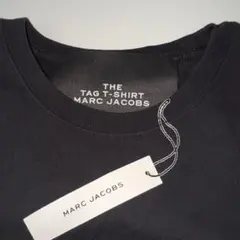 THE
TAG T-SHIRT
MARC JACOBS
MARC JACOBS